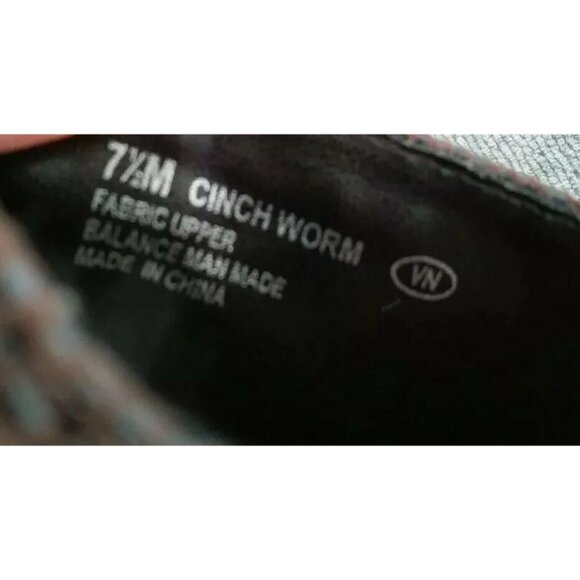 7½M CINCH WORM
FABRIC UPPER
BALANCE MAN MADE
MADE IN CHINA
VN